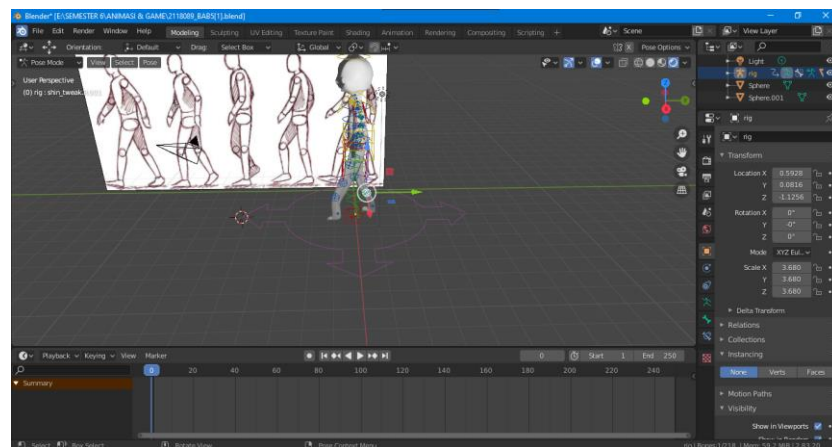 Blender* [E:\SEMESTER 6\ANIMASI & GAME\2118089_BAB5[1].blend]
File Edit Render Window Help Modeling Sculpting UV Editing Texture Paint Shading Animation Rendering Compositing Scripting + Scene View Layer
Orientation: Default Drag: Select Box Global Pose Options
Pose Mode View Select Pose
User Perspective
(0) rig : shin_tweak
Light
rig
Sphere
Sphere.001
rig
rig
Transform
Location X 0.5928
Y 0.0816
Z -1.1256
Rotation X 0°
Y -0°
Z 0°
Mode XYZ Eul..
Scale X 3.680
Y 3.680
Z 3.680
Delta Transform
Relations
Collections
Instancing
None Verts Faces
Motion Paths
Visibility
Show in Viewports
Playback Keying View Marker 0 Start 1 End 250
0 20 40 60 80 100 120 140 160 180 200 220 240
Summary
Select Box Select Rotate View Pose Context Menu